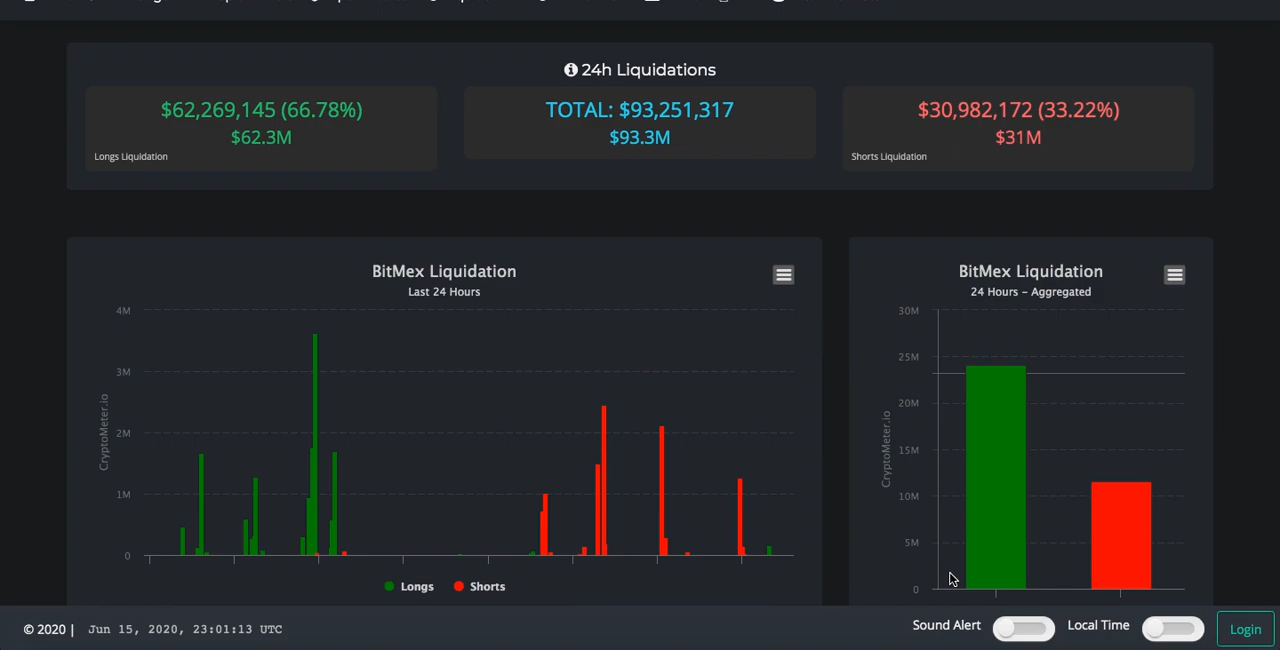 24h Liquidations
$62,269,145 (66.78%)
$62.3M
Longs Liquidation
TOTAL: $93,251,317
$93.3M
$30,982,172 (33.22%)
$31M
Shorts Liquidation
BitMex Liquidation
Last 24 Hours
4M
3M
2M
1M
0
CryptoMeter.io
Longs
Shorts
BitMex Liquidation
24 Hours – Aggregated
30M
25M
20M
15M
10M
5M
0
CryptoMeter.io
© 2020 | Jun 15, 2020, 23:01:13 UTC
Sound Alert
Local Time
Login